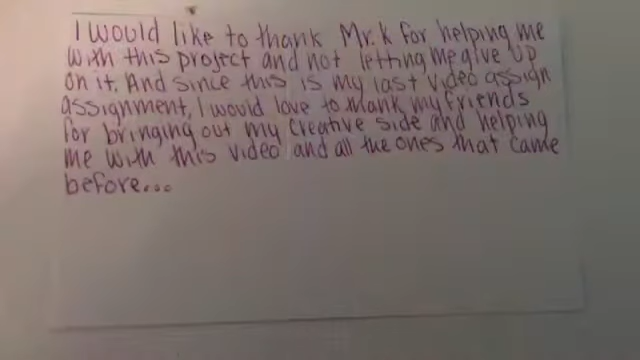 I would like to thank Mr.K for helping me
with this project and not letting me give up
on it. And since this is my last video assign
assignment, I would love to thank my friends
for bringing out my creative side and helping
me with this video and all the ones that came
before...